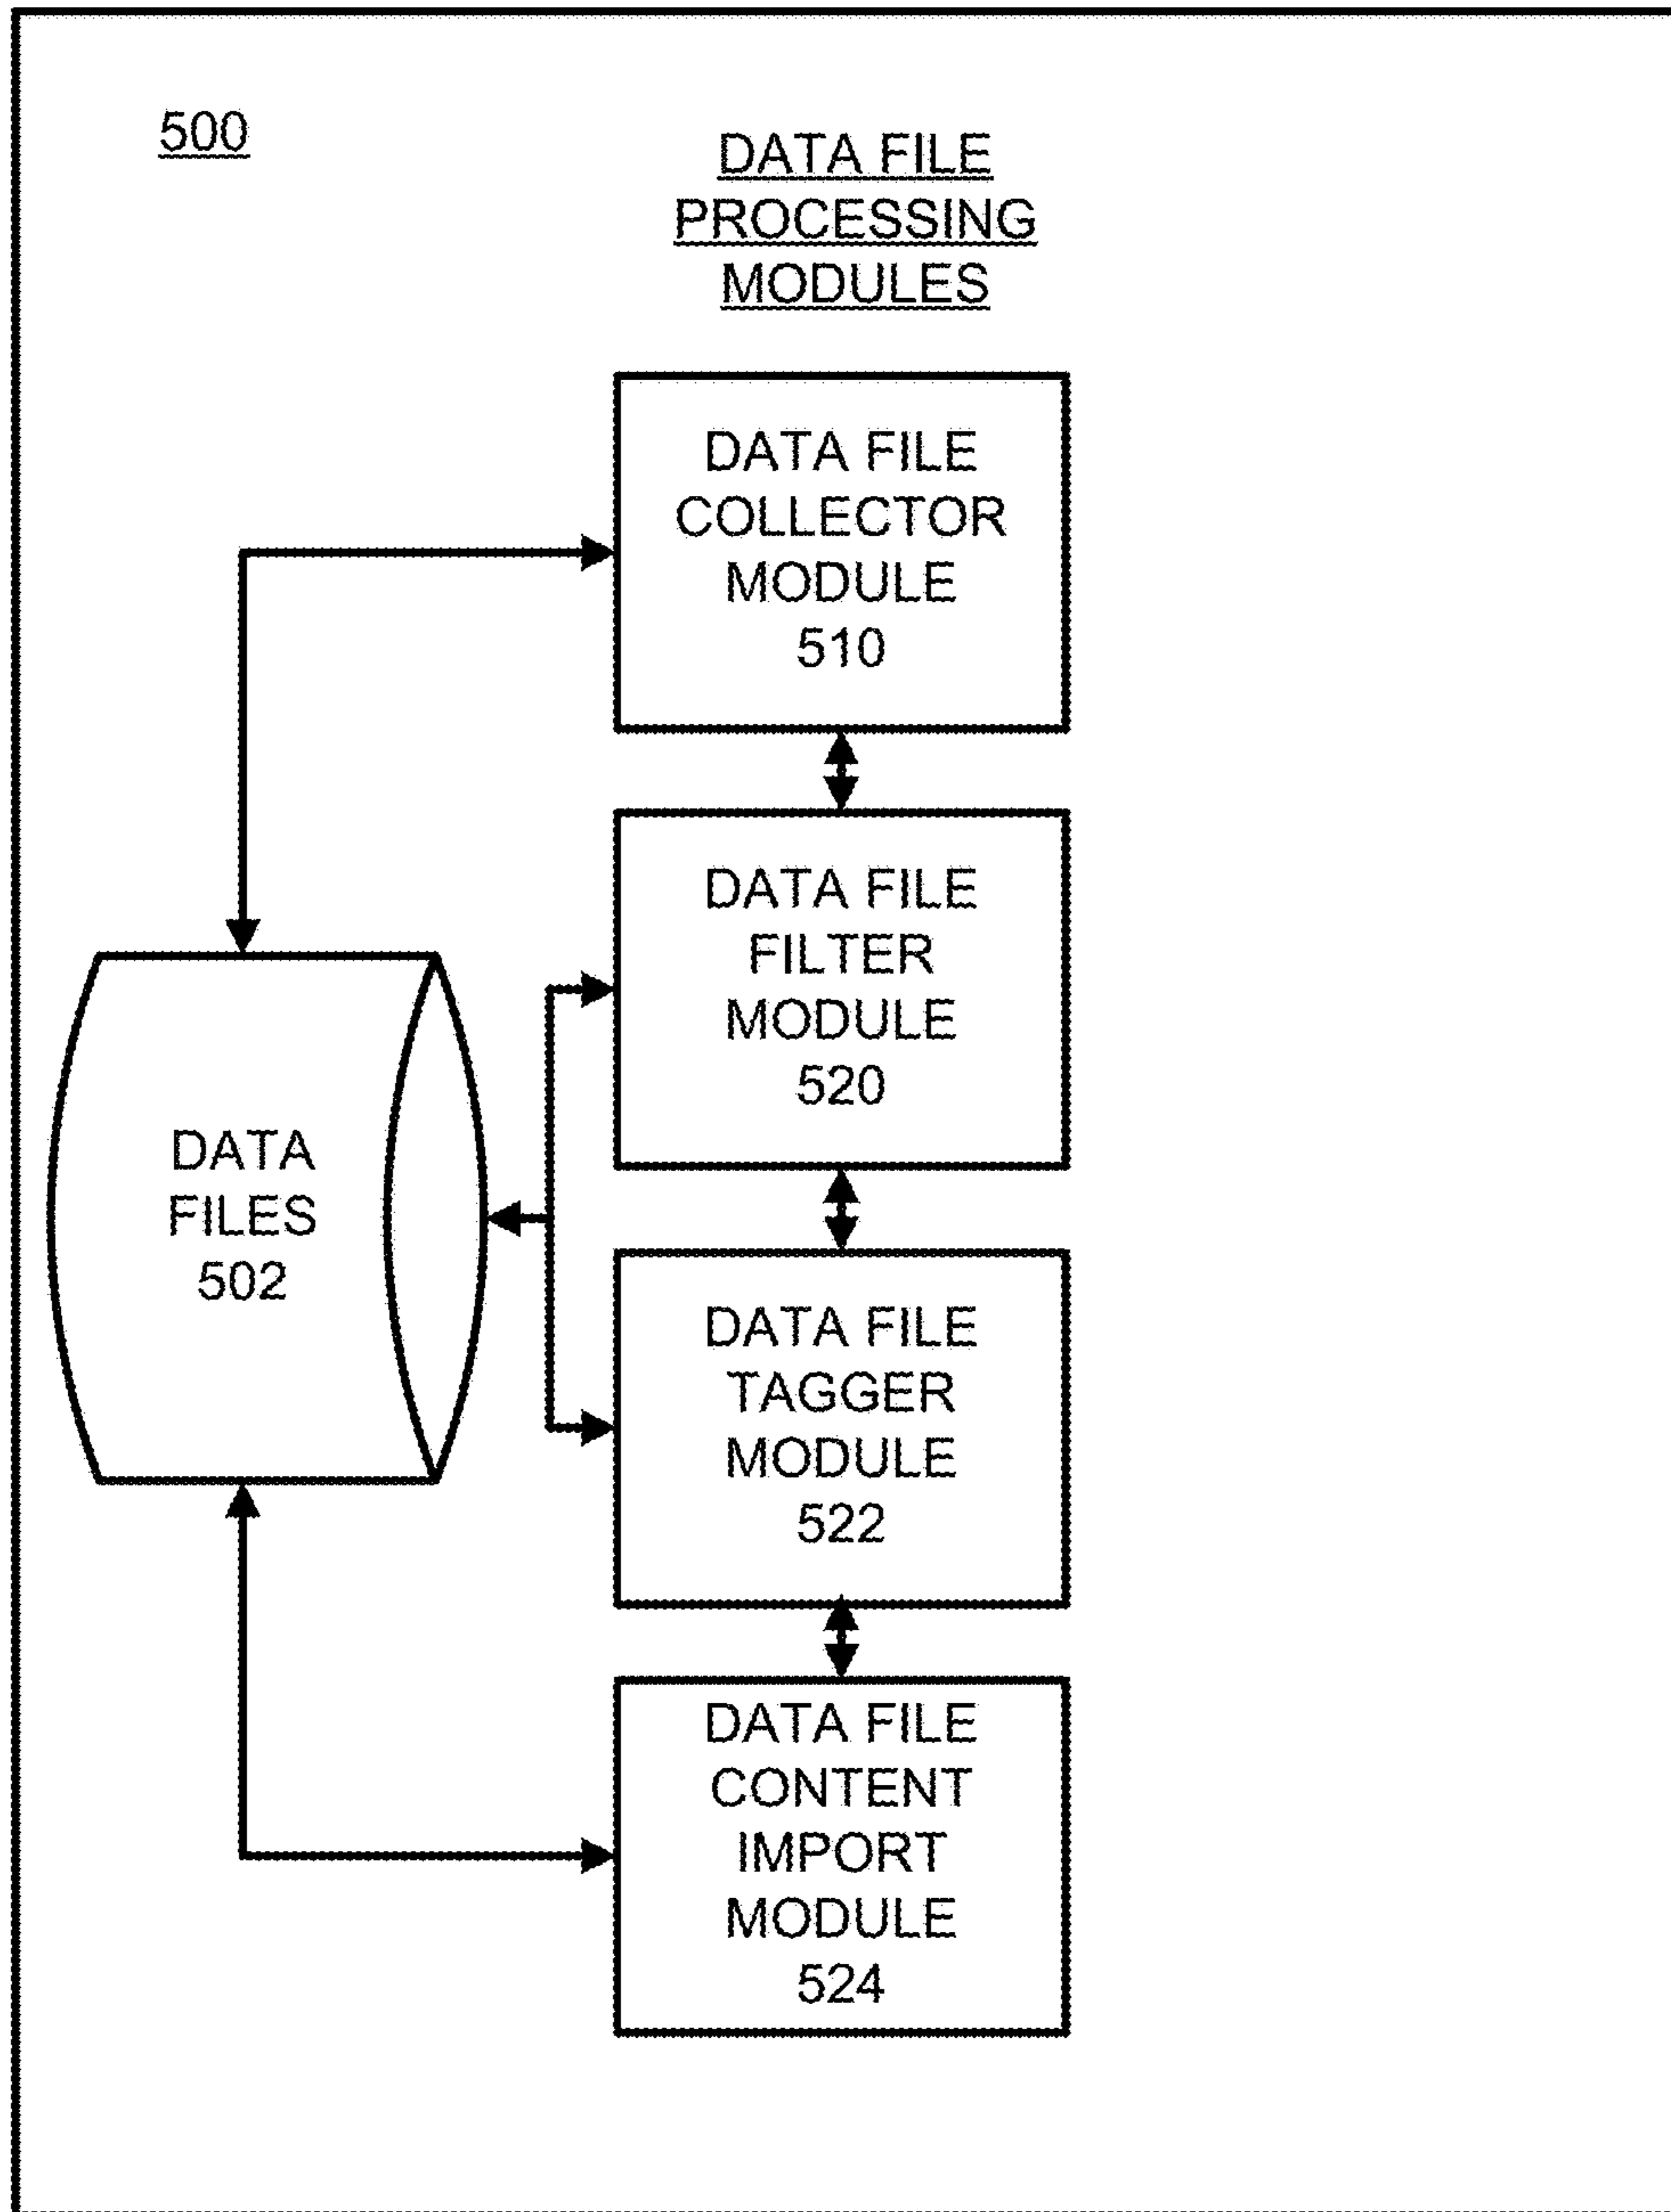 500
DATA FILE
PROCESSING
MODULES
DATA FILE
COLLECTOR
MODULE
510
DATA FILE
FILTER
MODULE
520
DATA
FILES
502
DATA FILE
TAGGER
MODULE
522
DATA FILE
CONTENT
IMPORT
MODULE
524